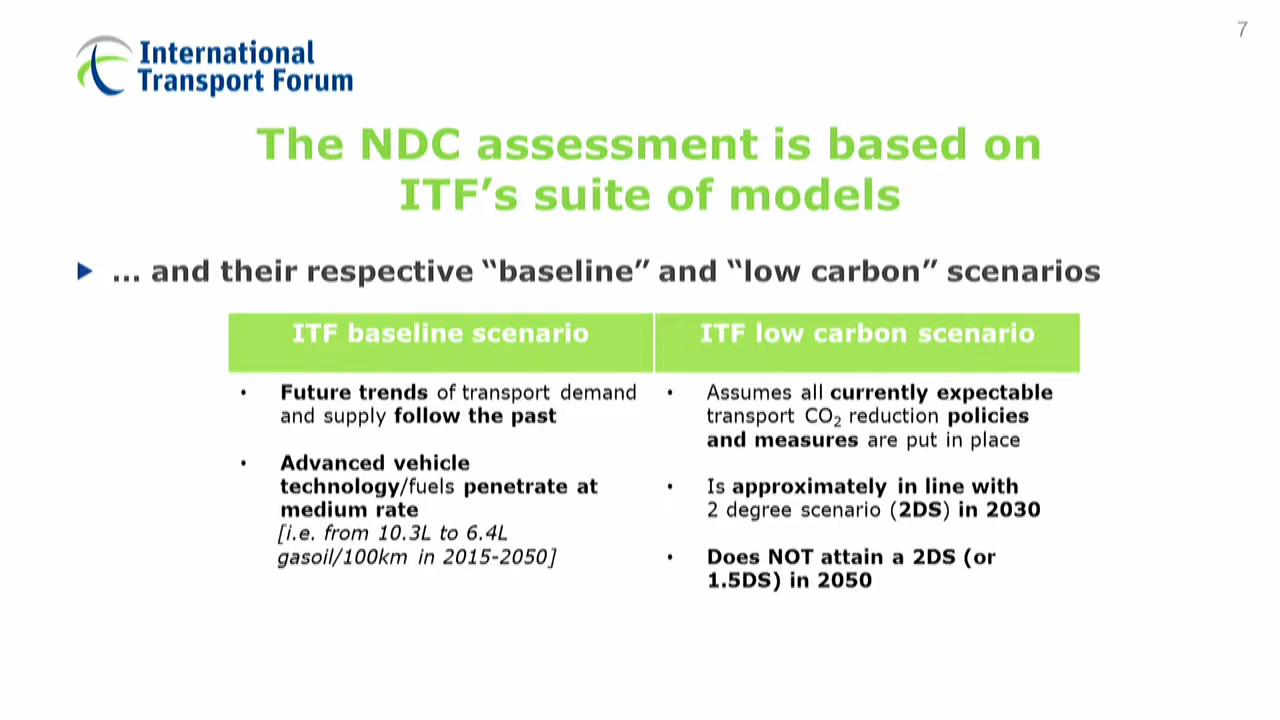 7
International
Transport Forum
The NDC assessment is based on
ITF’s suite of models
... and their respective “baseline” and “low carbon” scenarios
ITF baseline scenario
• Future trends of transport demand
and supply follow the past
• Advanced vehicle
technology/fuels penetrate at
medium rate
[i.e. from 10.3L to 6.4L
gasoil/100km in 2015-2050]
ITF low carbon scenario
• Assumes all currently expectable
transport CO₂ reduction policies
and measures are put in place
• Is approximately in line with
2 degree scenario (2DS) in 2030
• Does NOT attain a 2DS (or
1.5DS) in 2050